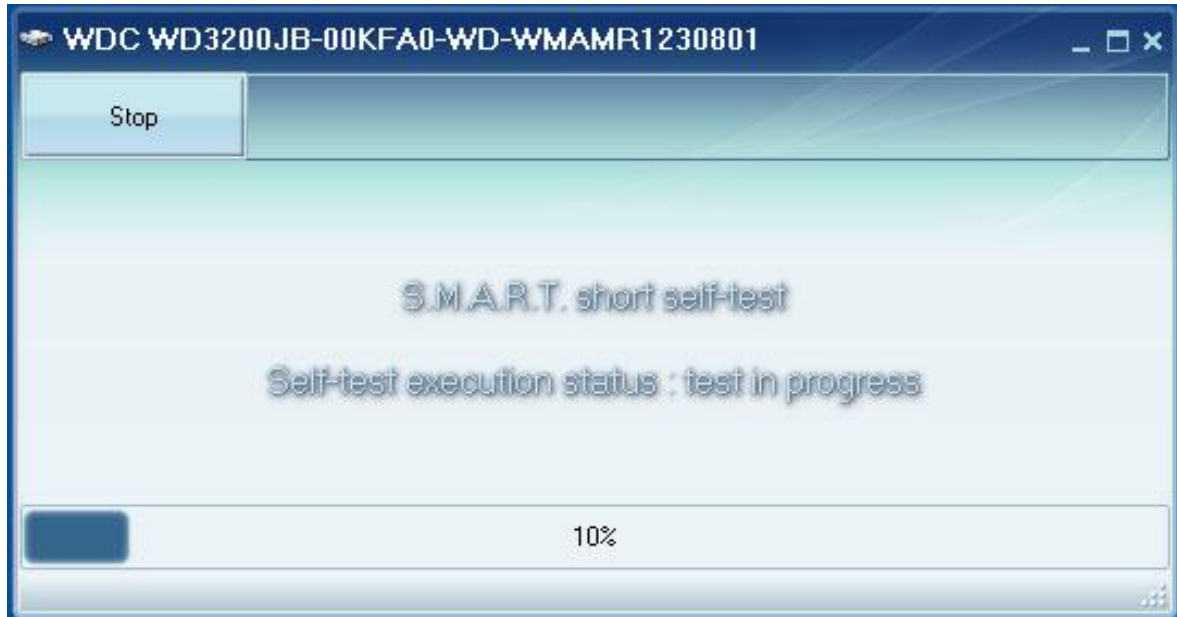 WDC WD3200JB-00KFA0-WD-WMAMR1230801
Stop
S.M.A.R.T. short self-test
Self-test execution status : test in progress
10%